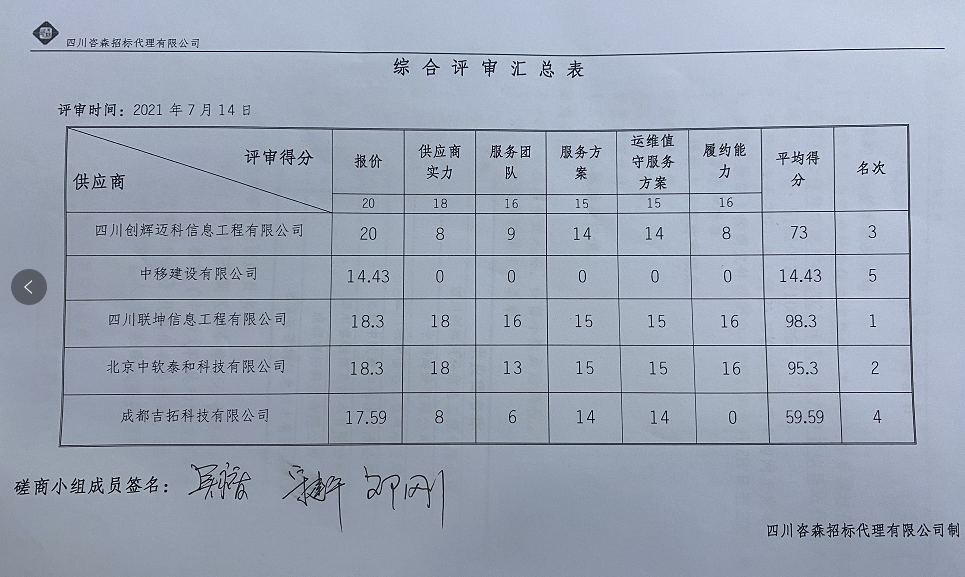 四川咨森招标代理有限公司
综合评审汇总表
评审时间：2021 年 7 月 14 日
评审得分 供应商 报价 供应商实力 服务团队 服务方案 运维值守服务方案 履约能力 平均得分 名次
20 18 16 15 15 16
四川创辉迈科信息工程有限公司 20 8 9 14 14 8 73 3
中移建设有限公司 14.43 0 0 0 0 0 14.43 5
四川联坤信息工程有限公司 18.3 18 16 15 15 16 98.3 1
北京中软泰和科技有限公司 18.3 18 13 15 15 16 95.3 2
成都吉拓科技有限公司 17.59 8 6 14 14 0 59.59 4
磋商小组成员签名：
四川咨森招标代理有限公司制